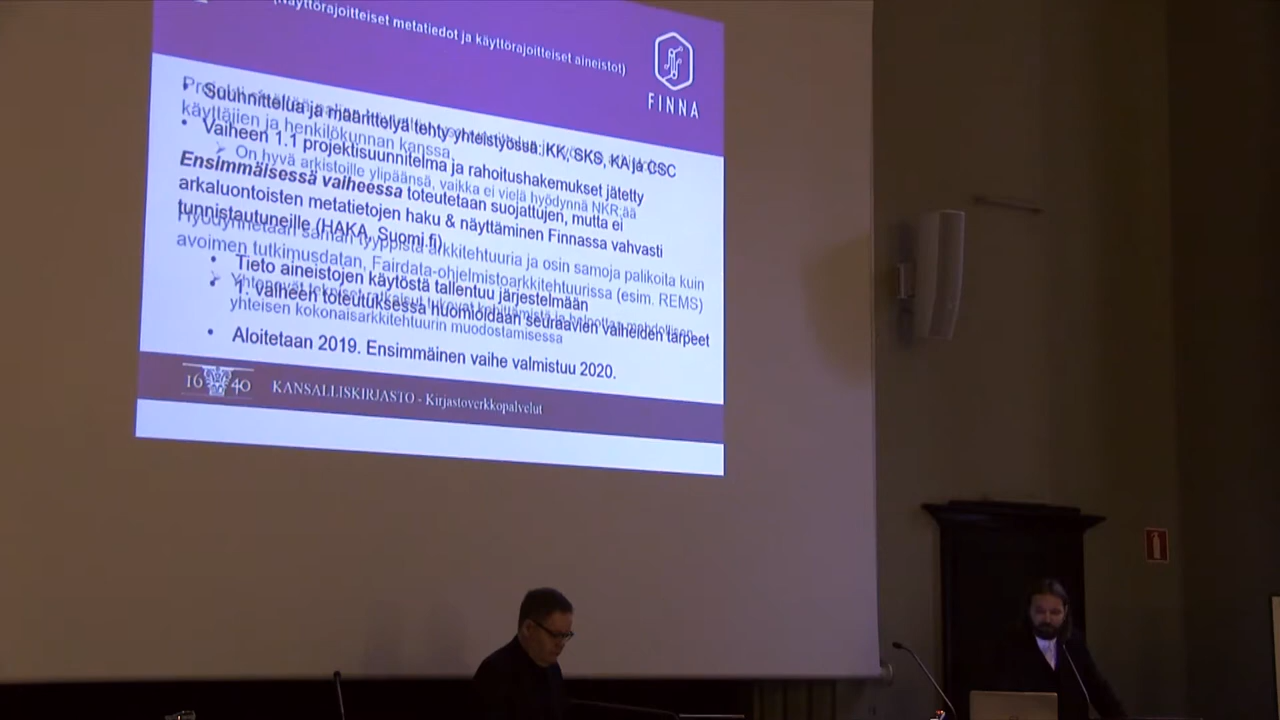 (Näyttörajoitteiset metatiedot ja käyttörajoitteiset aineistot)
FINNA
• Suunnittelua ja määrittelyä tehty yhteistyössä: KK, SKS, KA ja CSC
käyttäjien ja henkilökunnan kanssa.
• Vaiheen 1.1 projektisuunnitelma ja rahoitushakemukset jätetty
➢ On hyvä arkistoille ylipäänsä, vaikka ei vielä hyödynnä NKR:ää
Ensimmäisessä vaiheessa toteutetaan suojattujen, mutta ei
arkaluontoisten metatietojen haku & näyttäminen Finnassa vahvasti
tunnistautuneille (HAKA, Suomi.fi)
Hyödynnetään saman tyyppistä arkkitehtuuria ja osin samoja palikoita kuin
avoimen tutkimusdatan, Fairdata-ohjelmistoarkkitehtuurissa (esim. REMS)
• Tieto aineistojen käytöstä tallentuu järjestelmään
• 1. vaiheen toteutuksessa huomioidaan seuraavien vaiheiden tarpeet
yhteisen kokonaisarkkitehtuurin muodostamisessa
• Aloitetaan 2019. Ensimmäinen vaihe valmistuu 2020.
1640 KANSALLISKIRJASTO - Kirjastoverkkopalvelut